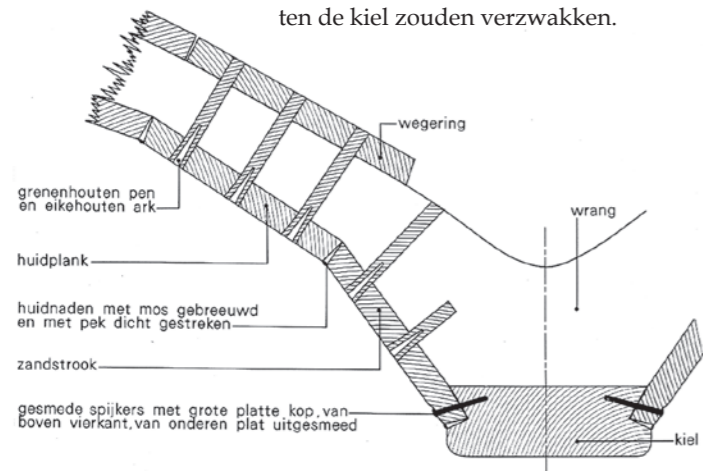 ten de kiel zouden verzwakken.
wegering
grenenhouten pen
en eikehouten ark
wrang
huidplank
huidnaden met mos gebreeuwd
en met pek dicht gestreken
zandstrook
gesmede spijkers met grote platte kop, van
boven vierkant, van onderen plat uitgesmeed
kiel